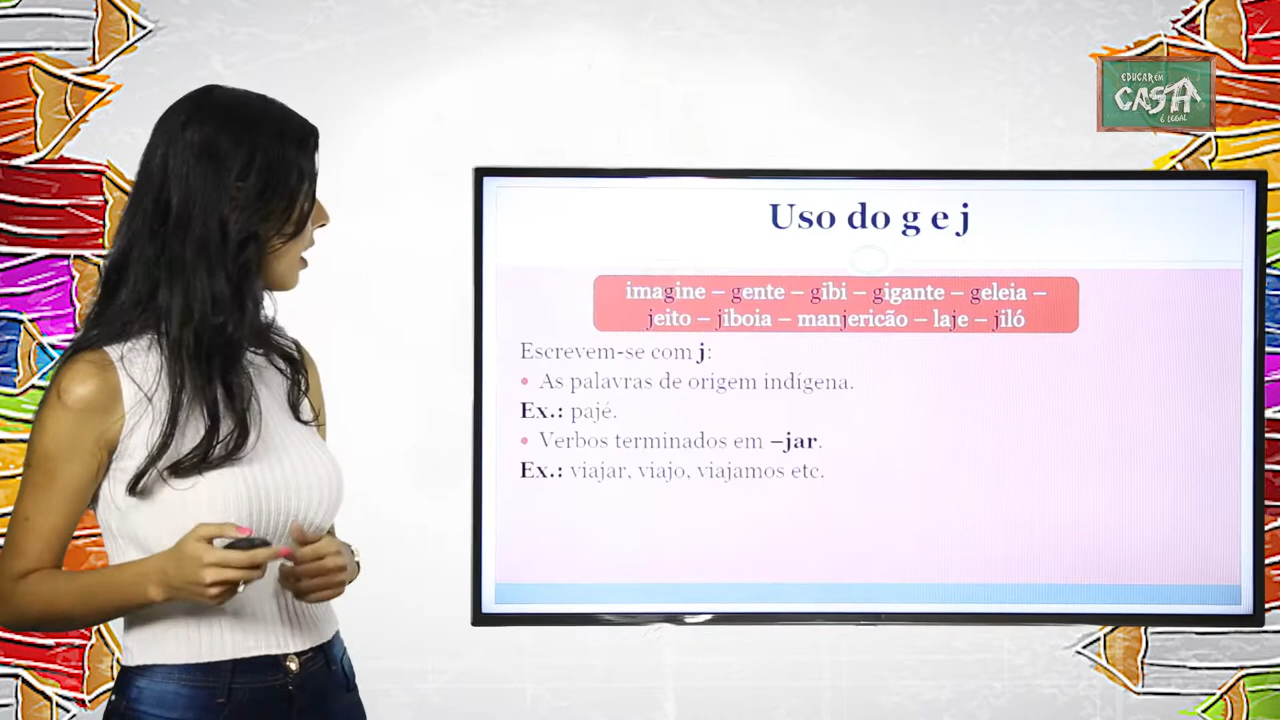 EDUCAR EM
CASA
É LEGAL
Uso do g e j
imagine – gente – gibi – gigante – geleia –
jeito – jiboia – manjericão – laje – jiló
Escrevem-se com j:
• As palavras de origem indígena.
Ex.: pajé.
• Verbos terminados em –jar.
Ex.: viajar, viajo, viajamos etc.